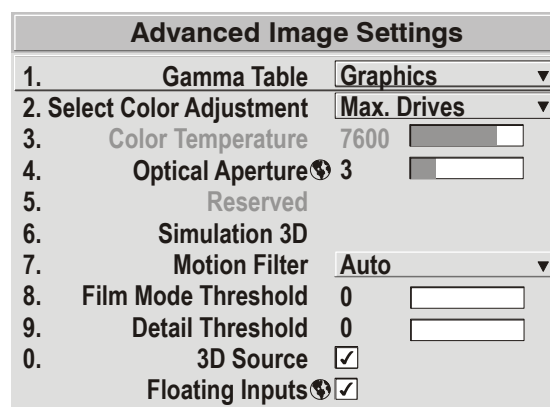 Advanced Image Settings
1. Gamma Table Graphics
2. Select Color Adjustment Max. Drives
3. Color Temperature 7600
4. Optical Aperture 3
5. Reserved
6. Simulation 3D
7. Motion Filter Auto
8. Film Mode Threshold 0
9. Detail Threshold 0
0. 3D Source
Floating Inputs